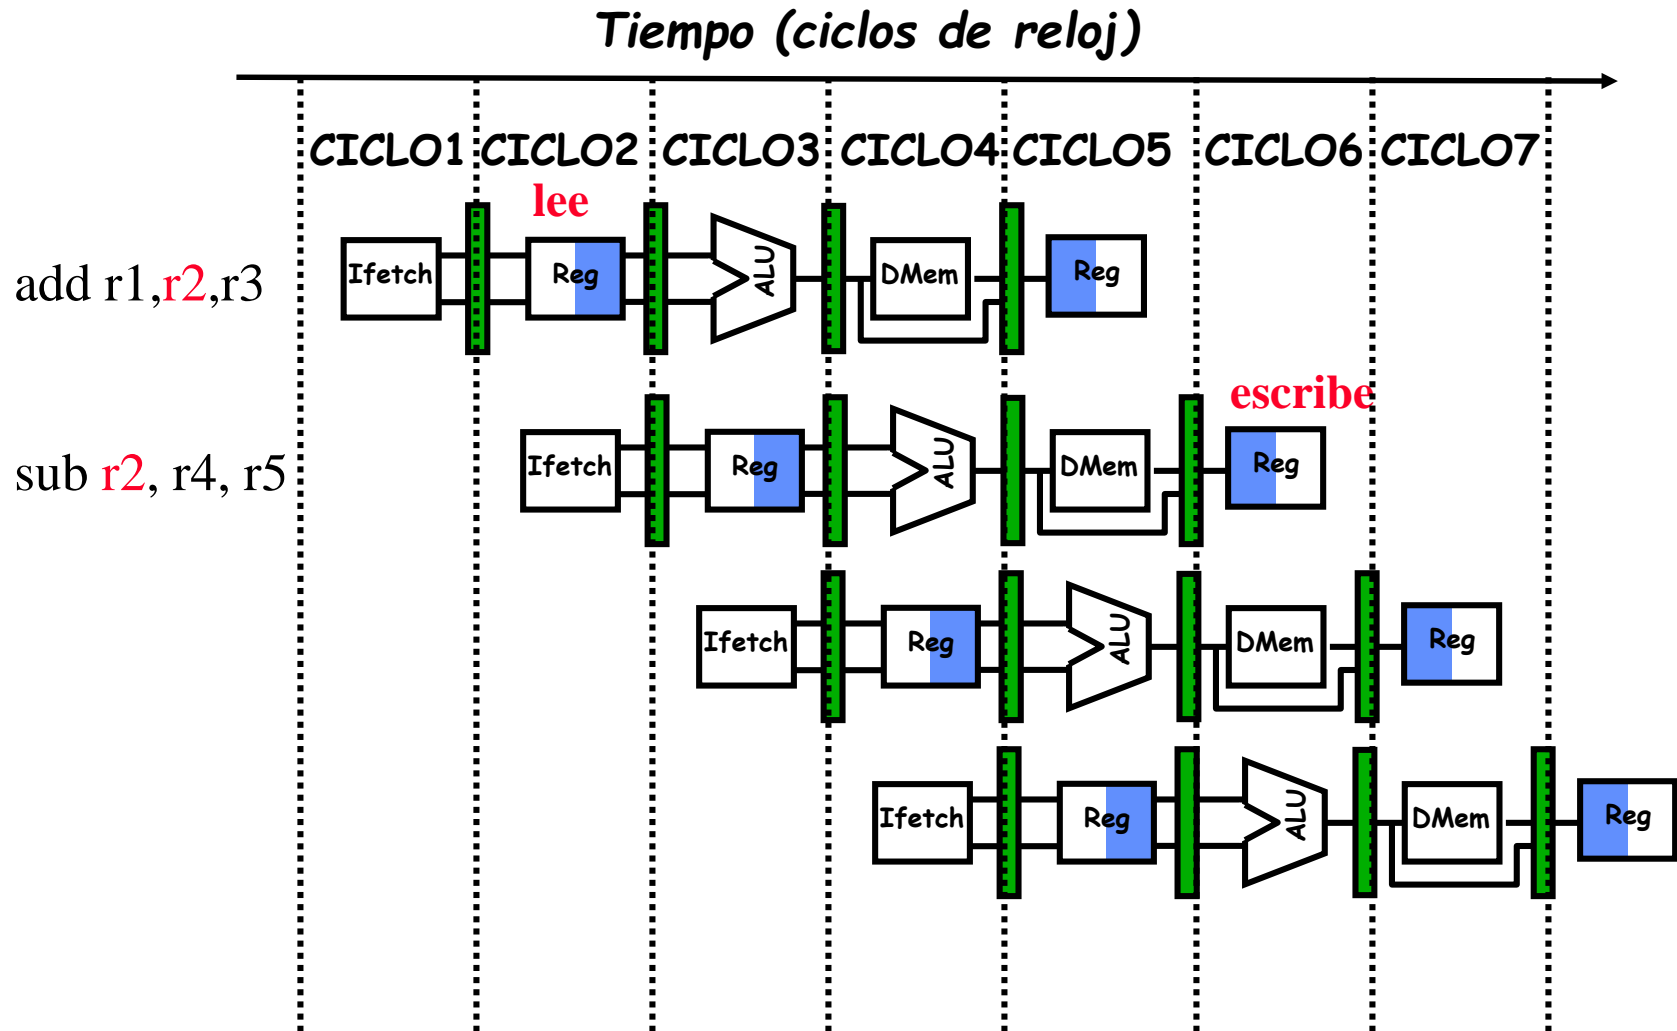 Tiempo (ciclos de reloj)
CICLO1 CICLO2 CICLO3 CICLO4 CICLO5 CICLO6 CICLO7
lee
add r1,r2,r3 Ifetch Reg ALU DMem Reg
escribe
sub r2, r4, r5 Ifetch Reg ALU DMem Reg
Ifetch Reg ALU DMem Reg
Ifetch Reg ALU DMem Reg